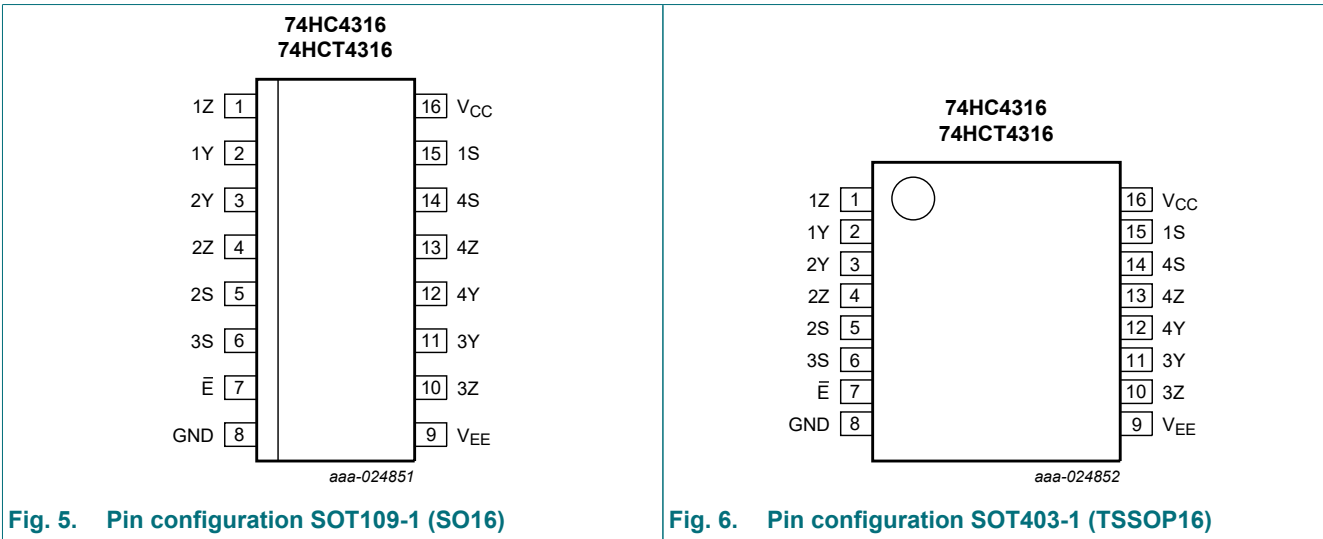 74HC4316
74HCT4316
1Z 1 16 VCC
1Y 2 15 1S
2Y 3 14 4S
2Z 4 13 4Z
2S 5 12 4Y
3S 6 11 3Y
Ē 7 10 3Z
GND 8 9 VEE
aaa-024851
Fig. 5. Pin configuration SOT109-1 (SO16)
74HC4316
74HCT4316
1Z 1 16 VCC
1Y 2 15 1S
2Y 3 14 4S
2Z 4 13 4Z
2S 5 12 4Y
3S 6 11 3Y
Ē 7 10 3Z
GND 8 9 VEE
aaa-024852
Fig. 6. Pin configuration SOT403-1 (TSSOP16)